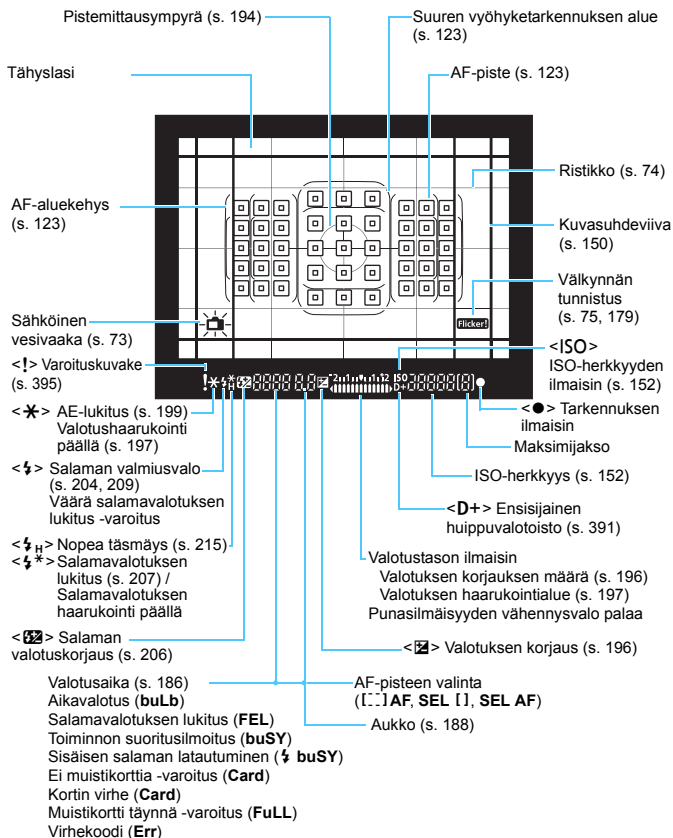 Pistemittausympyrä (s. 194)
Suuren vyöhyketarkennuksen alue
(s. 123)
Tähyslasi
AF-piste (s. 123)
Ristikko (s. 74)
AF-aluekehys
(s. 123)
Kuvasuhdeviiva
(s. 150)
Välkynnän
tunnistus
(s. 75, 179)
Flicker!
Sähköinen
vesivaaka (s. 73)
<!> Varoituskuvake
(s. 395)
<ISO>
ISO-herkkyyden
ilmaisin (s. 152)
<✱> AE-lukitus (s. 199)
Valotushaarukointi
päällä (s. 197)
<●> Tarkennuksen
ilmaisin
Maksimijakso
<⚡> Salaman valmiusvalo
(s. 204, 209)
Väärä salamavalotuksen
lukitus -varoitus
ISO-herkkyys (s. 152)
<D+> Ensisijainen
huippuvalotoisto (s. 391)
<⚡H> Nopea täsmäys (s. 215)
<⚡*> Salamavalotuksen
lukitus (s. 207) /
Salamavalotuksen
haarukointi päällä
Valotustason ilmaisin
Valotuksen korjauksen määrä (s. 196)
Valotuksen haarukointialue (s. 197)
Punasilmäisyyden vähennysvalo palaa
<> Salaman
valotuskorjaus (s. 206)
<> Valotuksen korjaus (s. 196)
Valotusaika (s. 186)
Aikavalotus (buLb)
Salamavalotuksen lukitus (FEL)
Toiminnon suoritusilmoitus (buSY)
Sisäisen salaman latautuminen (⚡ buSY)
Ei muistikorttia -varoitus (Card)
Kortin virhe (Card)
Muistikortti täynnä -varoitus (FuLL)
Virhekoodi (Err)
AF-pisteen valinta
([ ] AF, SEL [ ], SEL AF)
Aukko (s. 188)